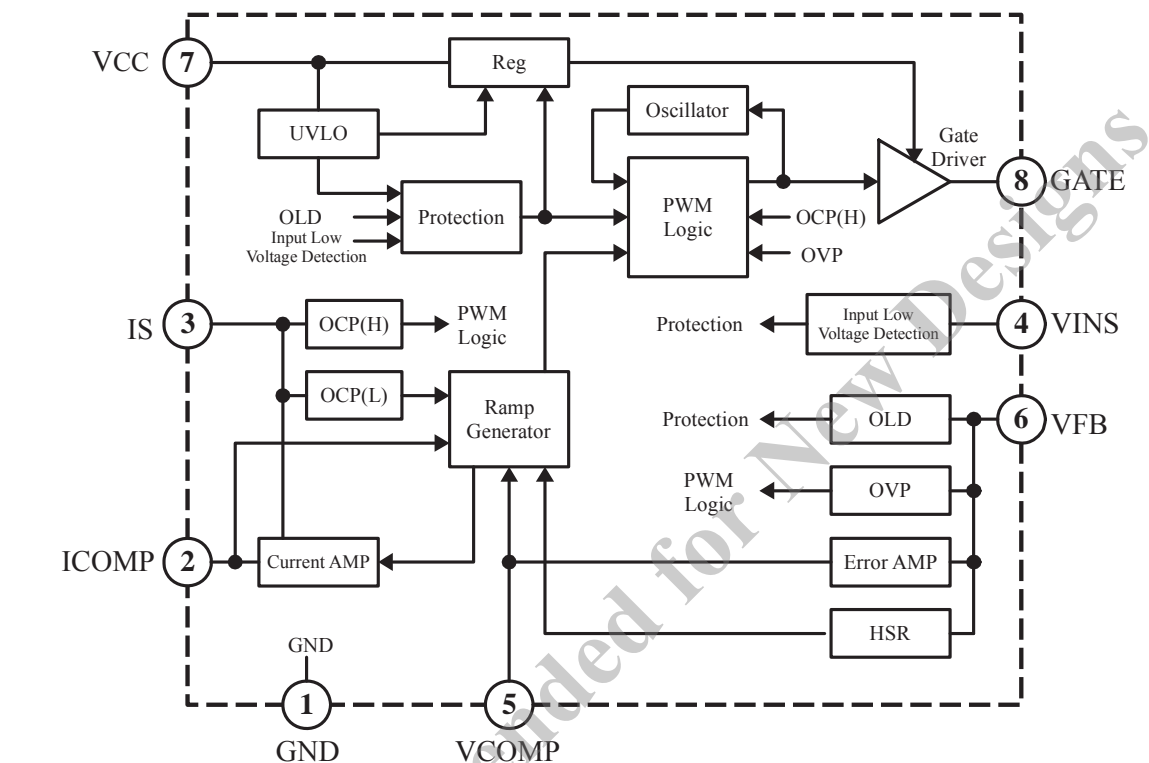 VCC
7
Reg
UVLO
Oscillator
Gate
Driver
8
GATE
OLD
Input Low
Voltage Detection
Protection
PWM
Logic
OCP(H)
OVP
IS
3
OCP(H)
PWM
Logic
Protection
Input Low
Voltage Detection
4
VINS
OCP(L)
Ramp
Generator
Protection
OLD
6
VFB
PWM
Logic
OVP
ICOMP
2
Current AMP
Error AMP
HSR
GND
1
GND
5
VCOMP
for New Designs